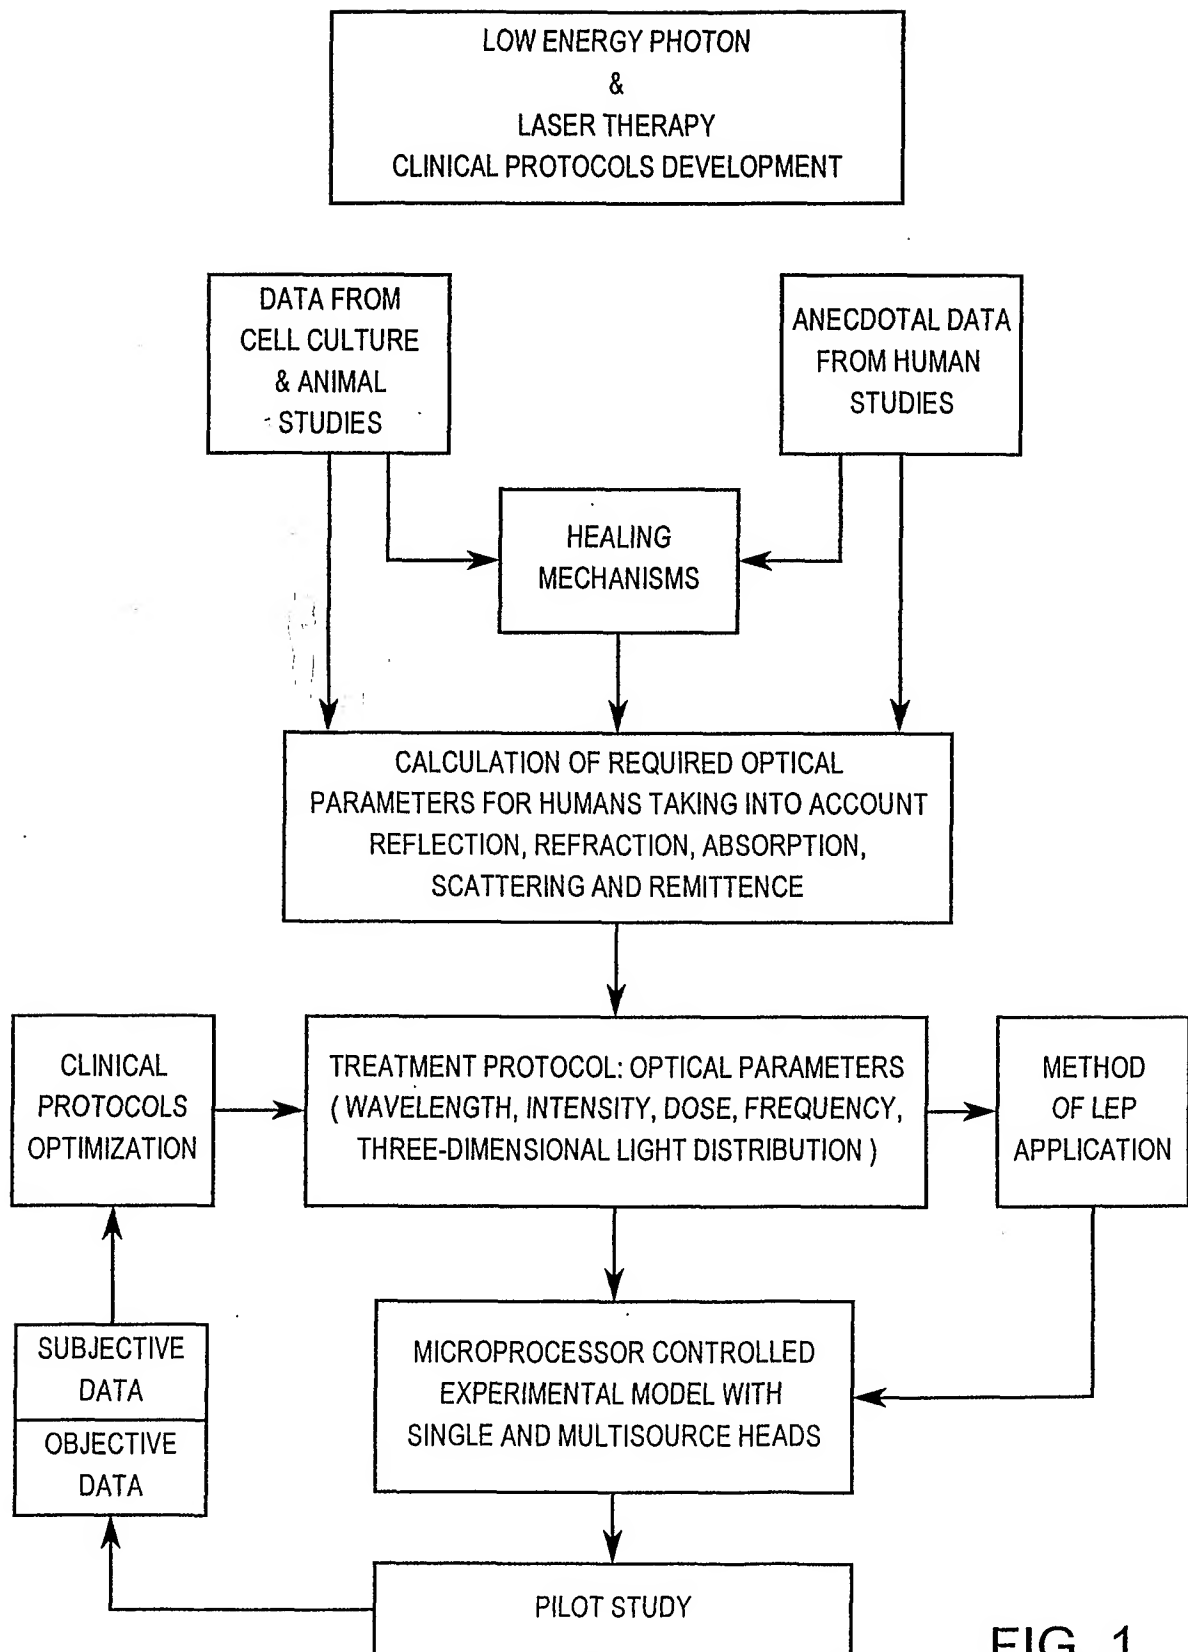 LOW ENERGY PHOTON
&
LASER THERAPY
CLINICAL PROTOCOLS DEVELOPMENT
DATA FROM
CELL CULTURE
& ANIMAL
STUDIES
ANECDOTAL DATA
FROM HUMAN
STUDIES
HEALING
MECHANISMS
CALCULATION OF REQUIRED OPTICAL
PARAMETERS FOR HUMANS TAKING INTO ACCOUNT
REFLECTION, REFRACTION, ABSORPTION,
SCATTERING AND REMITTENCE
CLINICAL
PROTOCOLS
OPTIMIZATION
TREATMENT PROTOCOL: OPTICAL PARAMETERS
( WAVELENGTH, INTENSITY, DOSE, FREQUENCY,
THREE-DIMENSIONAL LIGHT DISTRIBUTION )
METHOD
OF LEP
APPLICATION
SUBJECTIVE
DATA
OBJECTIVE
DATA
MICROPROCESSOR CONTROLLED
EXPERIMENTAL MODEL WITH
SINGLE AND MULTISOURCE HEADS
PILOT STUDY
FIG. 1